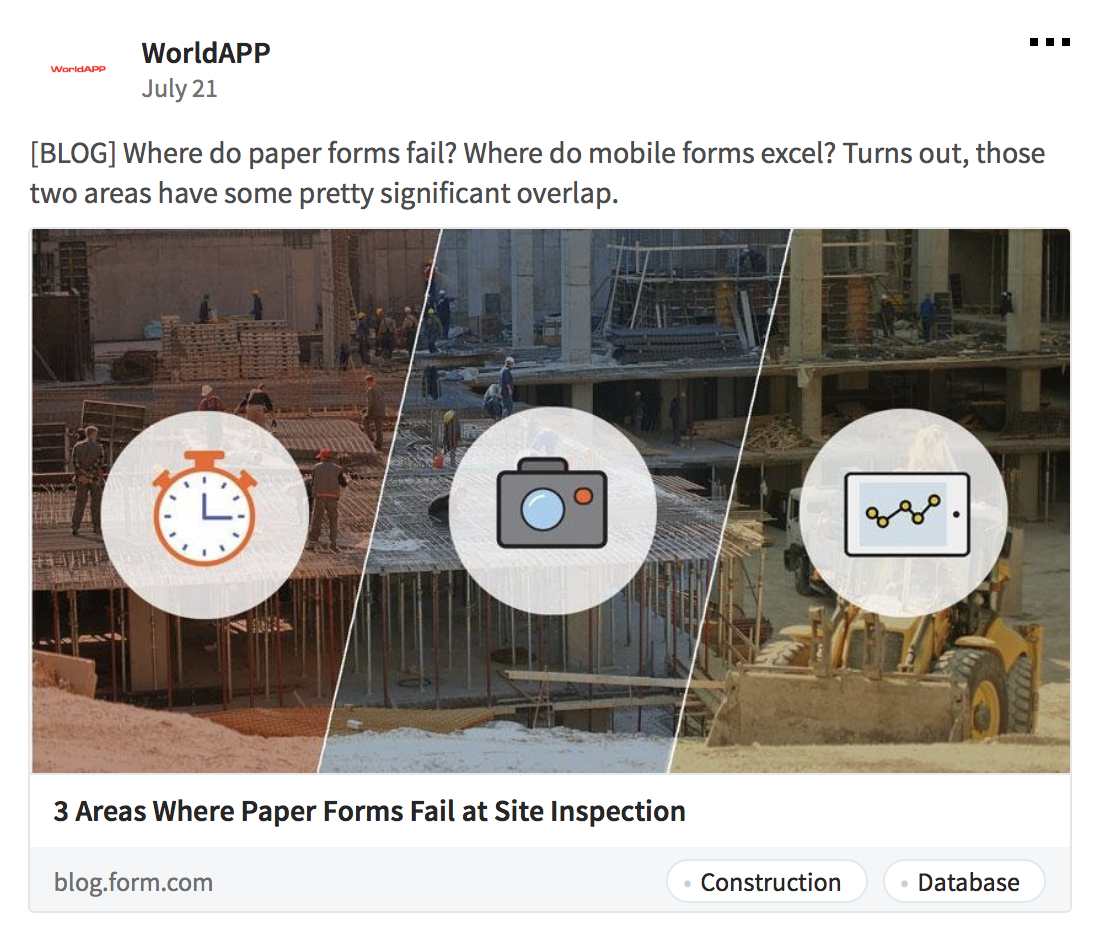 WorldAPP
WorldAPP
July 21
[BLOG] Where do paper forms fail? Where do mobile forms excel? Turns out, those
two areas have some pretty significant overlap.
3 Areas Where Paper Forms Fail at Site Inspection
blog.form.com
Construction
Database